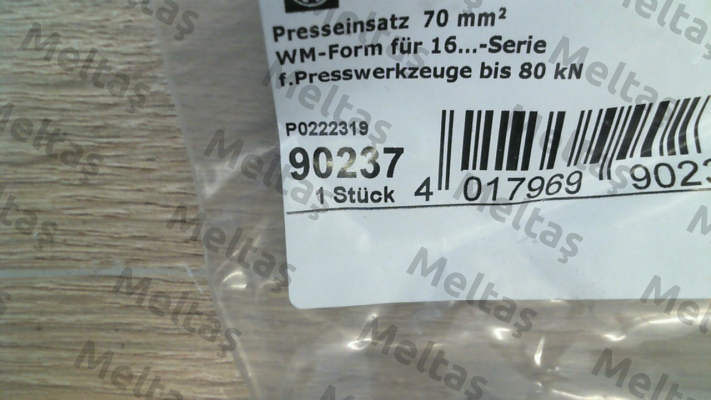 Presseinsatz 70 mm²
WM-Form für 16...-Serie
f.Presswerkzeuge bis 80 kN
P0222319
90237
1 Stück
4 017969 9023
Meltaş